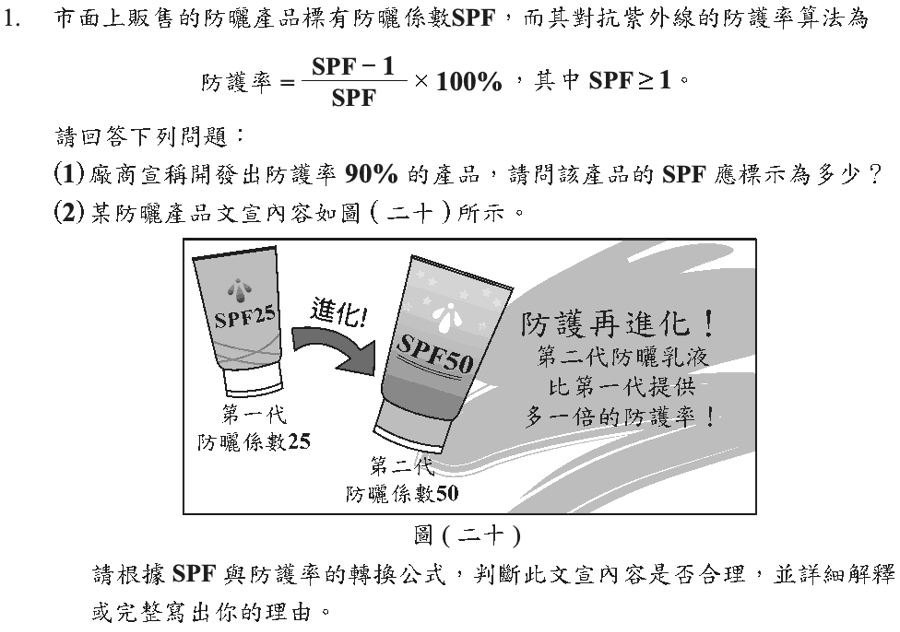 1. 市面上販售的防曬產品標有防曬係數SPF，而其對抗紫外線的防護率算法為
防護率 = SPF − 1 / SPF × 100%，其中 SPF ≥ 1。
請回答下列問題：
(1) 廠商宣稱開發出防護率 90% 的產品，請問該產品的 SPF 應標示為多少？
(2) 某防曬產品文宣內容如圖(二十)所示。
SPF25
進化!
SPF50
第一代
防曬係數25
第二代
防曬係數50
防護再進化！
第二代防曬乳液
比第一代提供
多一倍的防護率！
圖(二十)
請根據 SPF 與防護率的轉換公式，判斷此文宣內容是否合理，並詳細解釋
或完整寫出你的理由。